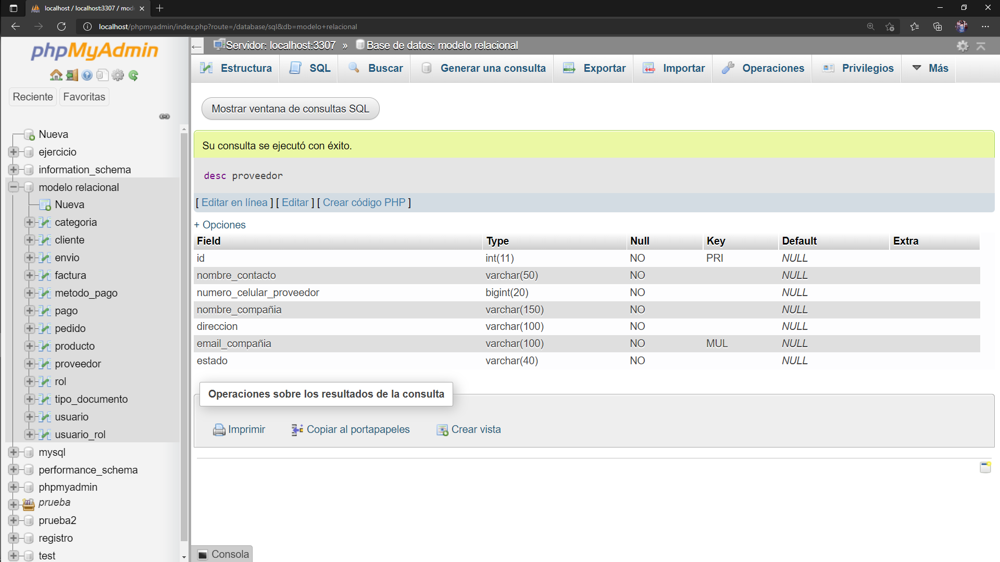 localhost / localhost:3307 / mod
localhost/phpmyadmin/index.php?route=/database/sql&db=modelo+relacional
phpMyAdmin
Reciente Favoritas
Nueva
ejercicio
information_schema
modelo relacional
Nueva
categoria
cliente
envio
factura
metodo_pago
pago
pedido
producto
proveedor
rol
tipo_documento
usuario
usuario_rol
mysql
performance_schema
phpmyadmin
prueba
prueba2
registro
test
Servidor: localhost:3307 » Base de datos: modelo relacional
Estructura SQL Buscar Generar una consulta Exportar Importar Operaciones Privilegios Más
Mostrar ventana de consultas SQL
Su consulta se ejecutó con éxito.
desc proveedor
[ Editar en línea ] [ Editar ] [ Crear código PHP ]
+ Opciones
Field Type Null Key Default Extra
id int(11) NO PRI NULL
nombre_contacto varchar(50) NO NULL
numero_celular_proveedor bigint(20) NO NULL
nombre_compañia varchar(150) NO NULL
direccion varchar(100) NO NULL
email_compañia varchar(100) NO MUL NULL
estado varchar(40) NO NULL
Operaciones sobre los resultados de la consulta
Imprimir Copiar al portapapeles Crear vista
Consola